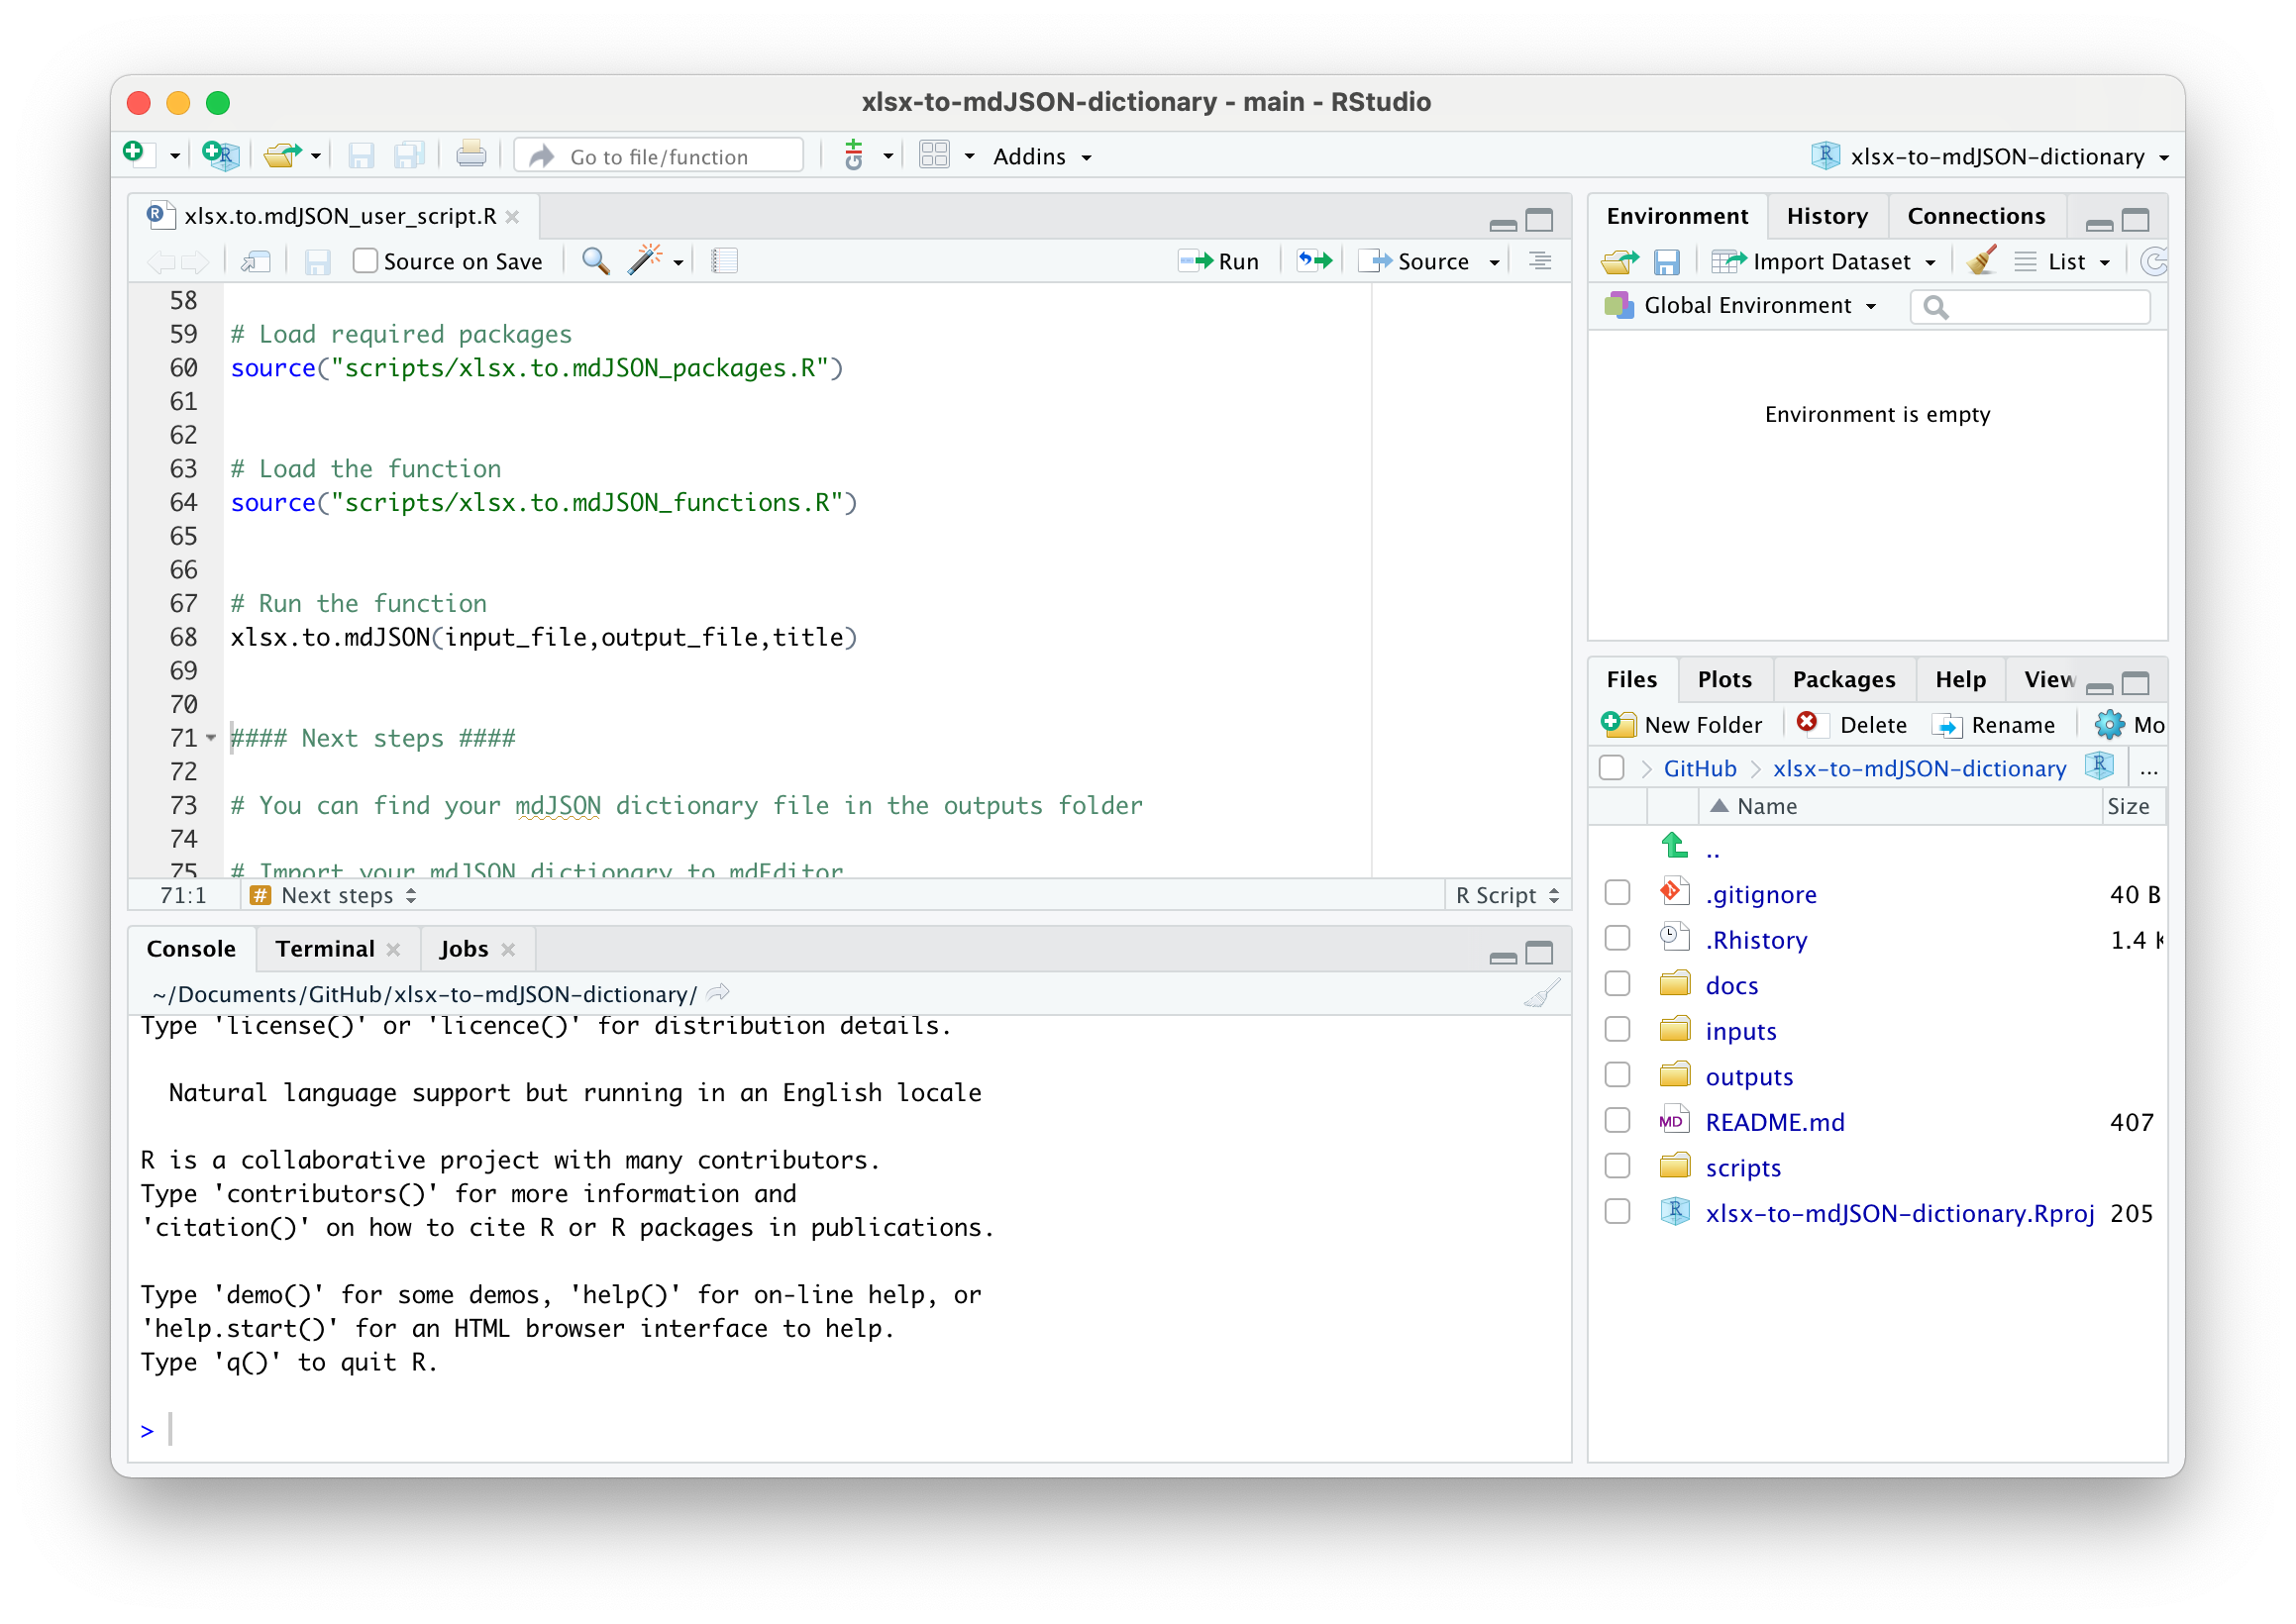 xlsx-to-mdJSON-dictionary - main - RStudio
Go to file/function
Addins
xlsx-to-mdJSON-dictionary
xlsx.to.mdJSON_user_script.R
Source on Save
Run
Source
58
59 # Load required packages
60 source("scripts/xlsx.to.mdJSON_packages.R")
61
62
63 # Load the function
64 source("scripts/xlsx.to.mdJSON_functions.R")
65
66
67 # Run the function
68 xlsx.to.mdJSON(input_file,output_file,title)
69
70
71 #### Next steps ####
72
73 # You can find your mdJSON dictionary file in the outputs folder
74
75 # Import your mdJSON dictionary to mdEditor
71:1 # Next steps R Script
Console Terminal Jobs
~/Documents/GitHub/xlsx-to-mdJSON-dictionary/
Type 'license()' or 'licence()' for distribution details.
Natural language support but running in an English locale
R is a collaborative project with many contributors.
Type 'contributors()' for more information and
'citation()' on how to cite R or R packages in publications.
Type 'demo()' for some demos, 'help()' for on-line help, or
'help.start()' for an HTML browser interface to help.
Type 'q()' to quit R.
>
Environment History Connections
Import Dataset List
Global Environment
Environment is empty
Files Plots Packages Help View
New Folder Delete Rename Mo
GitHub xlsx-to-mdJSON-dictionary R ...
Name Size
..
.gitignore 40 B
.Rhistory 1.4 K
docs
inputs
outputs
MD README.md 407
scripts
xlsx-to-mdJSON-dictionary.Rproj 205